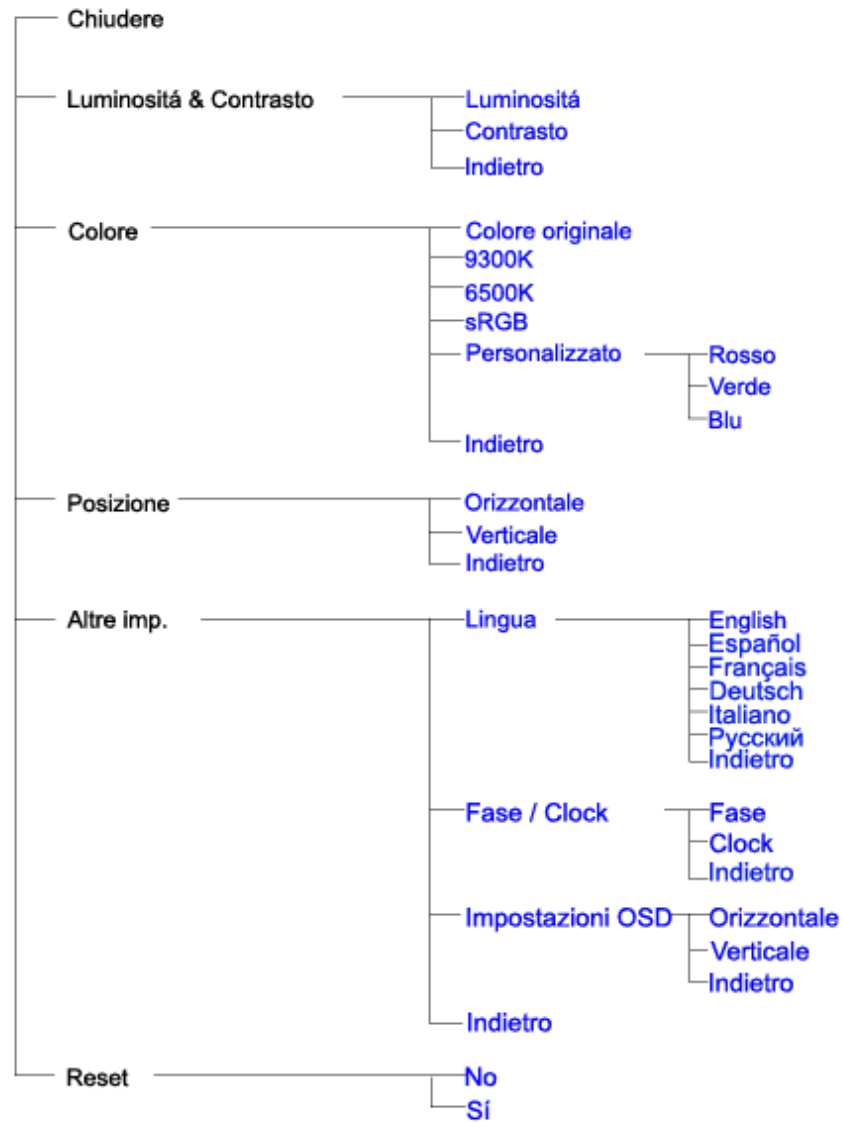 Chiudere
Luminositá & Contrasto Luminositá
Contrasto
Indietro
Colore Colore originale
9300K
6500K
sRGB
Personalizzato Rosso
Verde
Blu
Indietro
Posizione Orizzontale
Verticale
Indietro
Altre imp. Lingua English
Español
Français
Deutsch
Italiano
Русский
Indietro
Fase / Clock Fase
Clock
Indietro
Impostazioni OSD Orizzontale
Verticale
Indietro
Indietro
Reset No
Sí